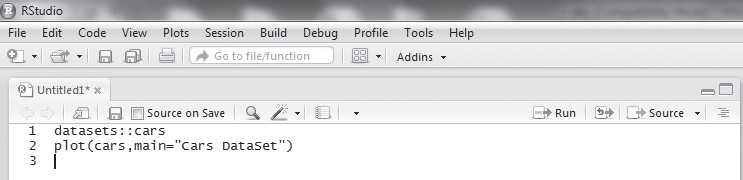 RStudio
File Edit Code View Plots Session Build Debug Profile Tools Help
Go to file/function Addins
Untitled1*
Source on Save Run Source
1 datasets::cars
2 plot(cars,main="Cars DataSet")
3